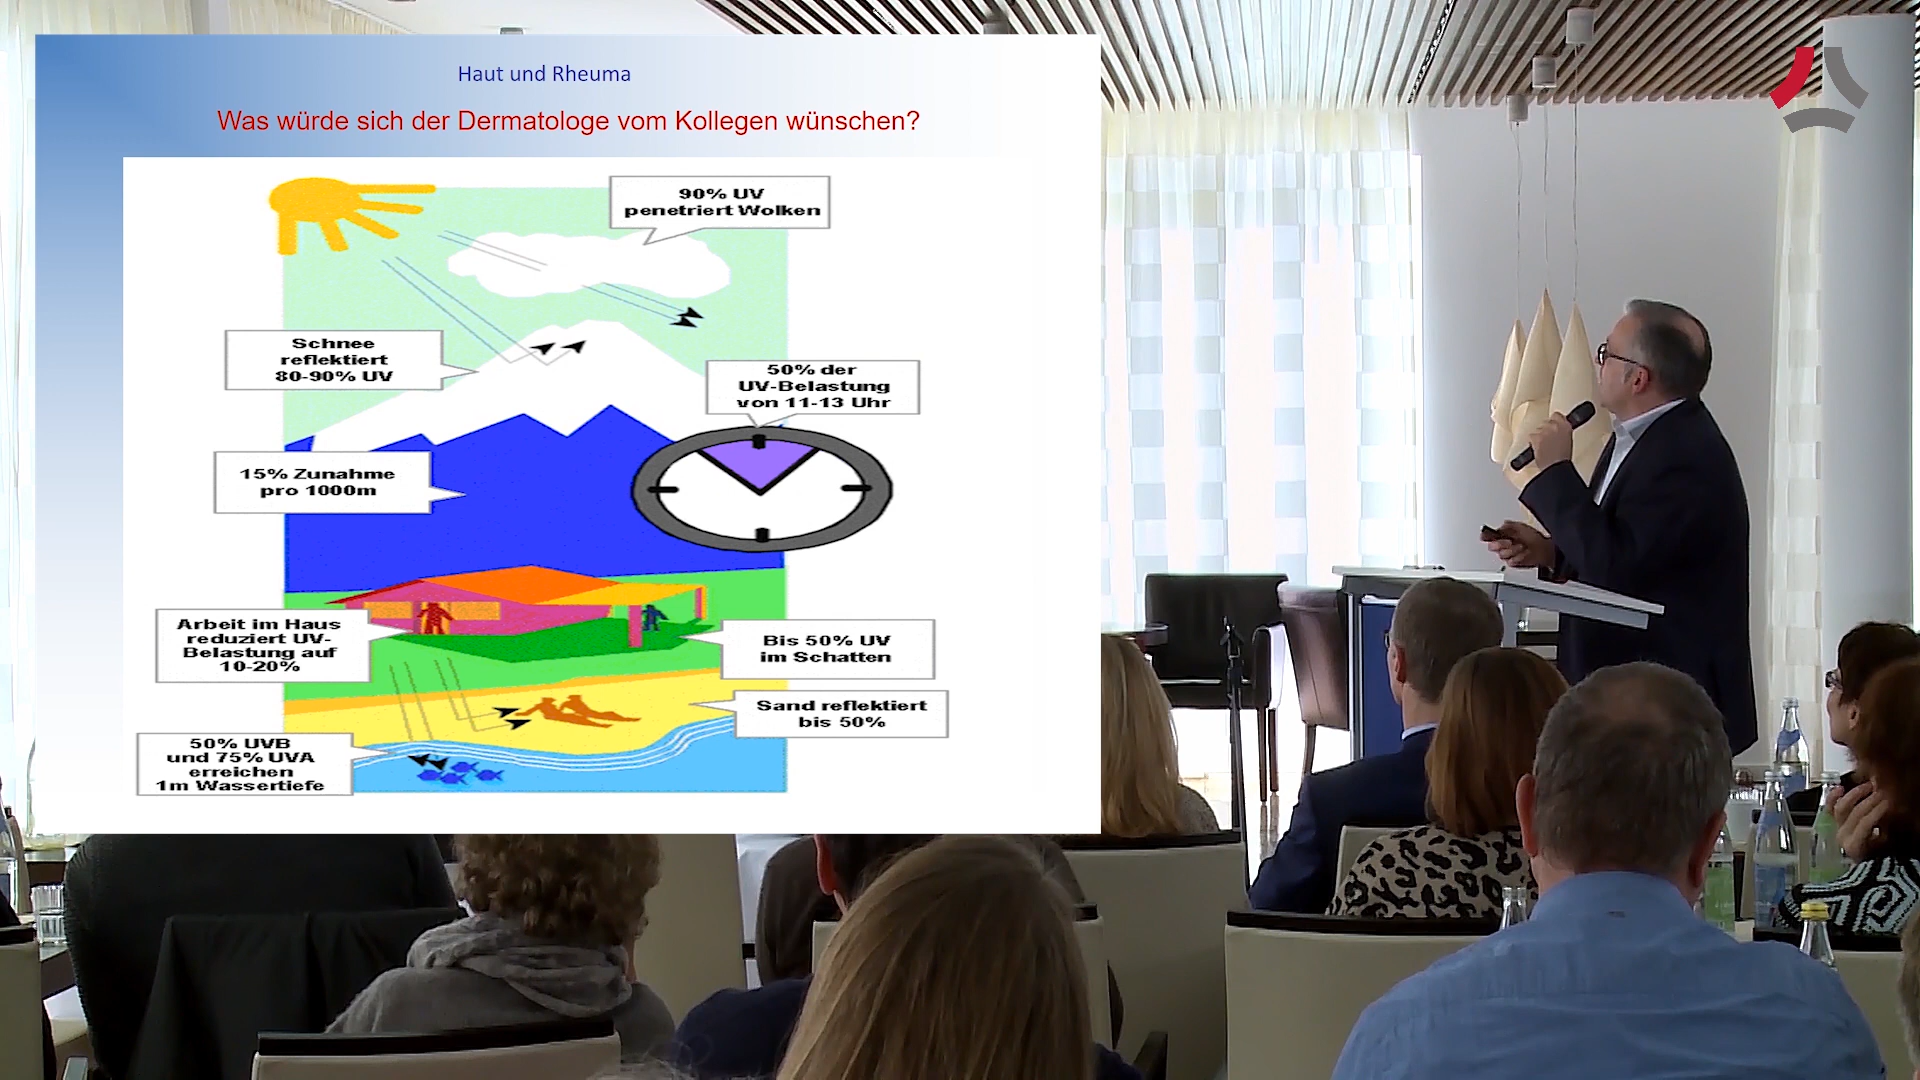 Haut und Rheuma
Was würde sich der Dermatologe vom Kollegen wünschen?
90% UV
penetriert Wolken
Schnee
reflektiert
80-90% UV
50% der
UV-Belastung
von 11-13 Uhr
15% Zunahme
pro 1000m
Arbeit im Haus
reduziert UV-
Belastung auf
10-20%
Bis 50% UV
im Schatten
Sand reflektiert
bis 50%
50% UVB
und 75% UVA
erreichen
1m Wassertiefe